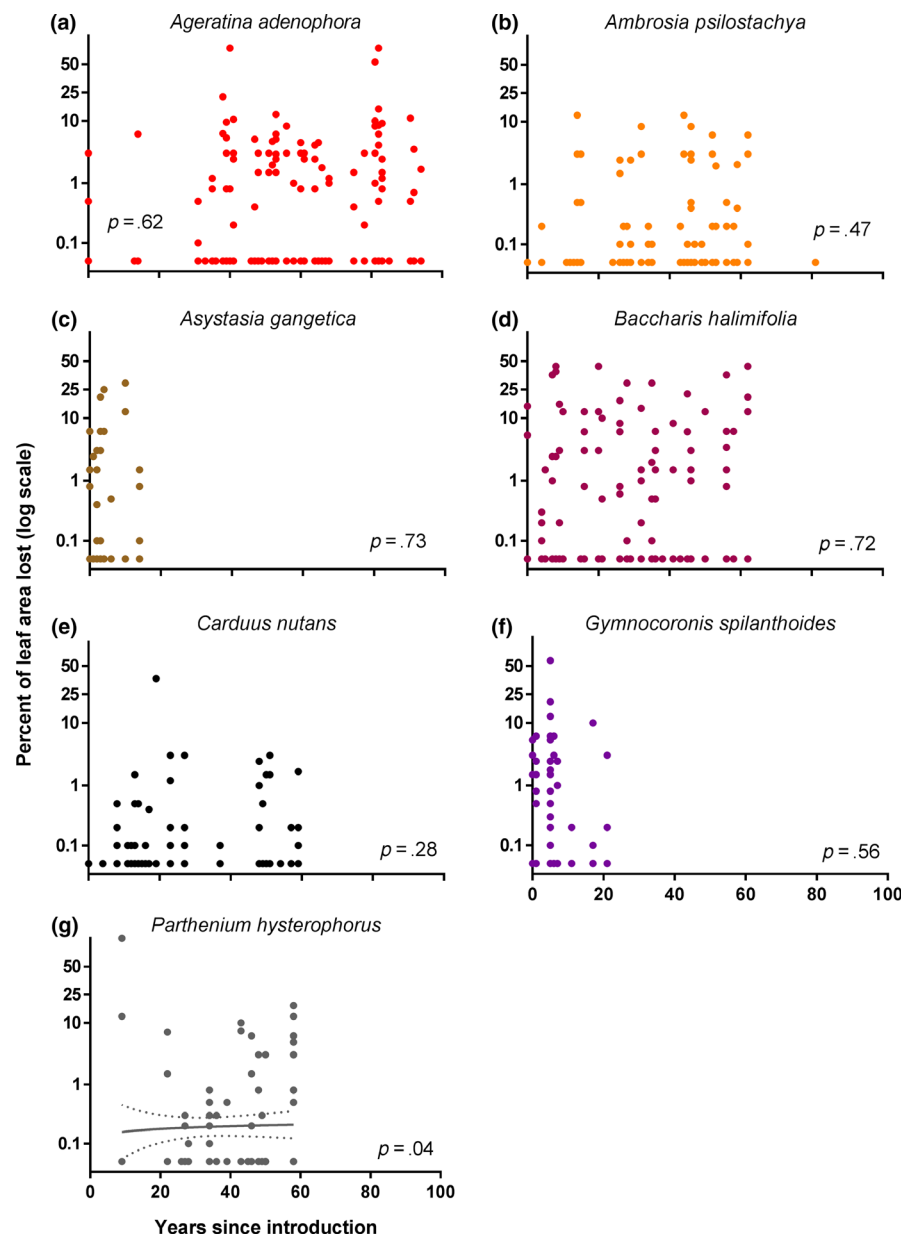 (a) Ageratina adenophora
50
25
10
1
0.1
p = .62
(b) Ambrosia psilostachya
50
25
10
1
0.1
p = .47
(c) Asystasia gangetica
50
25
10
1
0.1
p = .73
(d) Baccharis halimifolia
50
25
10
1
0.1
p = .72
Percent of leaf area lost (log scale)
(e) Carduus nutans
50
25
10
1
0.1
p = .28
(f) Gymnocoronis spilanthoides
50
25
10
1
0.1
p = .56
0 20 40 60 80 100
(g) Parthenium hysterophorus
50
25
10
1
0.1
p = .04
0 20 40 60 80 100
Years since introduction